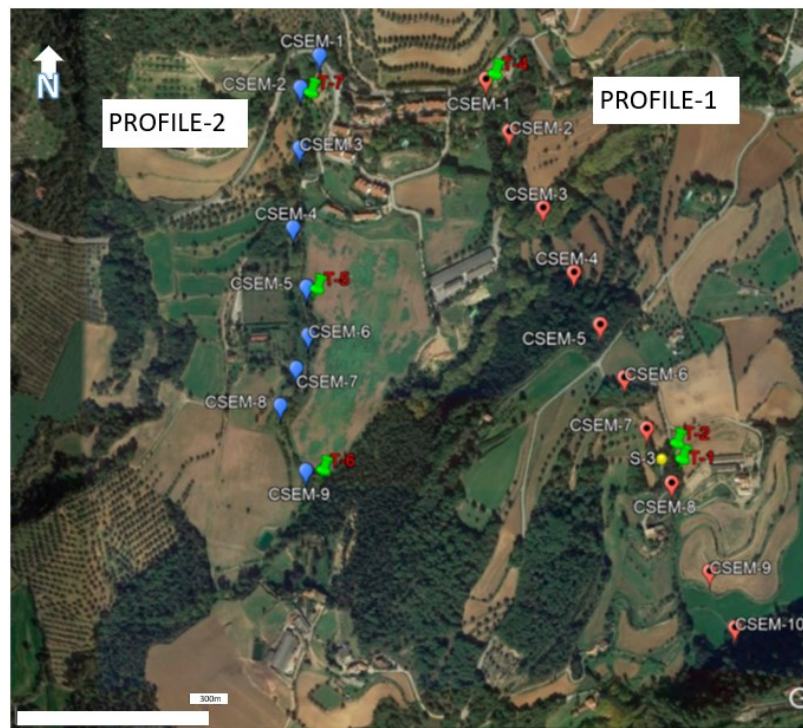 CSEM-1
T-4
N
CSEM-2
T-7
CSEM-1
PROFILE-1
PROFILE-2
CSEM-2
CSEM-3
CSEM-3
CSEM-4
CSEM-4
CSEM-5
T-5
CSEM-6
CSEM-5
CSEM-7
CSEM-6
CSEM-8
CSEM-7
T-2
S-3
T-1
T-6
CSEM-9
CSEM-8
CSEM-9
CSEM-10
300m